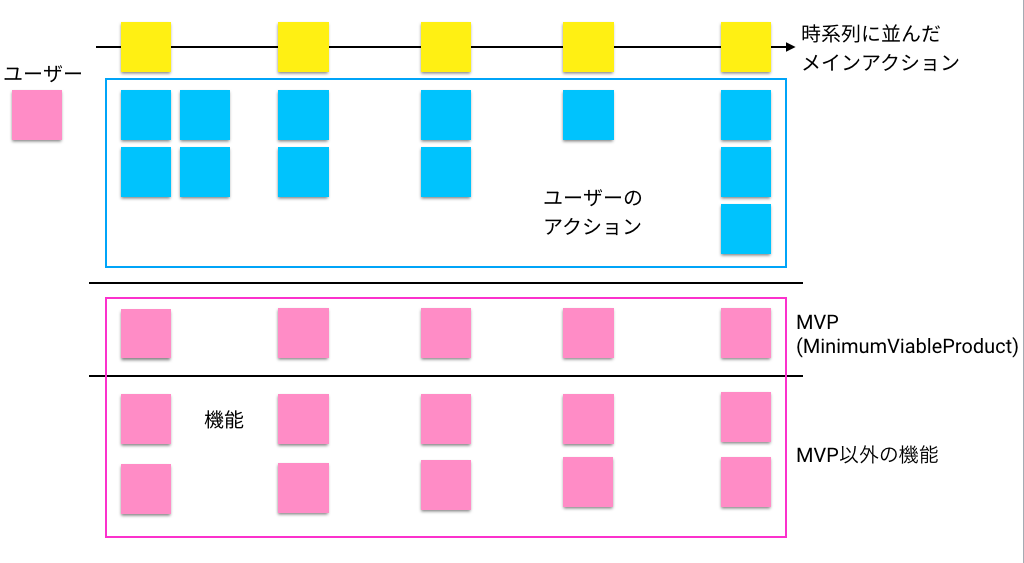 時系列に並んだ
メインアクション
ユーザー
ユーザーの
アクション
MVP
(MinimumViableProduct)
機能
MVP以外の機能